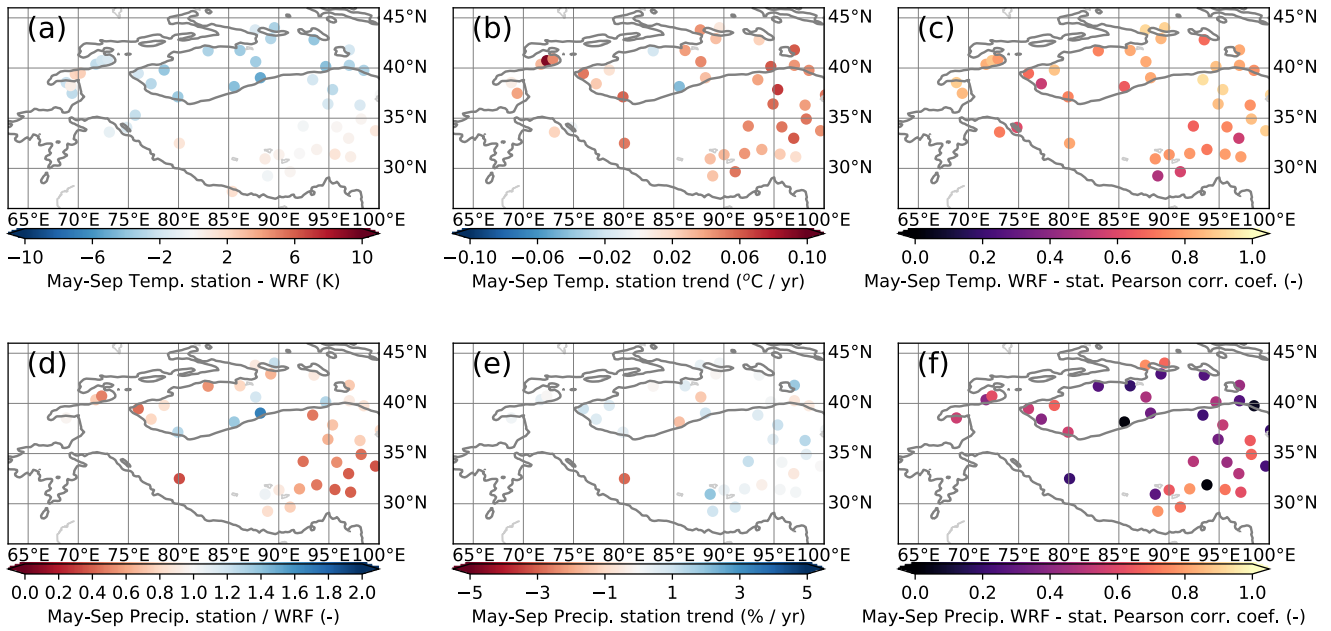 (a)
45°N
40°N
35°N
30°N
65°E 70°E 75°E 80°E 85°E 90°E 95°E 100°E
−10 −6 −2 2 6 10
May-Sep Temp. station - WRF (K)
(b)
45°N
40°N
35°N
30°N
65°E 70°E 75°E 80°E 85°E 90°E 95°E 100°E
−0.10 −0.06 −0.02 0.02 0.06 0.10
May-Sep Temp. station trend (°C / yr)
(c)
45°N
40°N
35°N
30°N
65°E 70°E 75°E 80°E 85°E 90°E 95°E 100°E
0.0 0.2 0.4 0.6 0.8 1.0
May-Sep Temp. WRF - stat. Pearson corr. coef. (-)
(d)
45°N
40°N
35°N
30°N
65°E 70°E 75°E 80°E 85°E 90°E 95°E 100°E
0.0 0.2 0.4 0.6 0.8 1.0 1.2 1.4 1.6 1.8 2.0
May-Sep Precip. station / WRF (-)
(e)
45°N
40°N
35°N
30°N
65°E 70°E 75°E 80°E 85°E 90°E 95°E 100°E
−5 −3 −1 1 3 5
May-Sep Precip. station trend (% / yr)
(f)
45°N
40°N
35°N
30°N
65°E 70°E 75°E 80°E 85°E 90°E 95°E 100°E
0.0 0.2 0.4 0.6 0.8 1.0
May-Sep Precip. WRF - stat. Pearson corr. coef. (-)